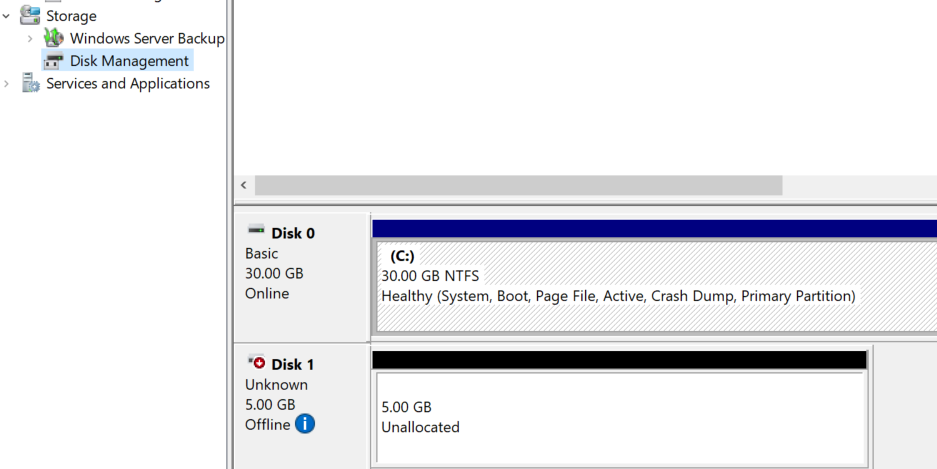 Storage
Windows Server Backup
Disk Management
Services and Applications
Disk 0
Basic
30.00 GB
Online
(C:)
30.00 GB NTFS
Healthy (System, Boot, Page File, Active, Crash Dump, Primary Partition)
Disk 1
Unknown
5.00 GB
Offline
5.00 GB
Unallocated